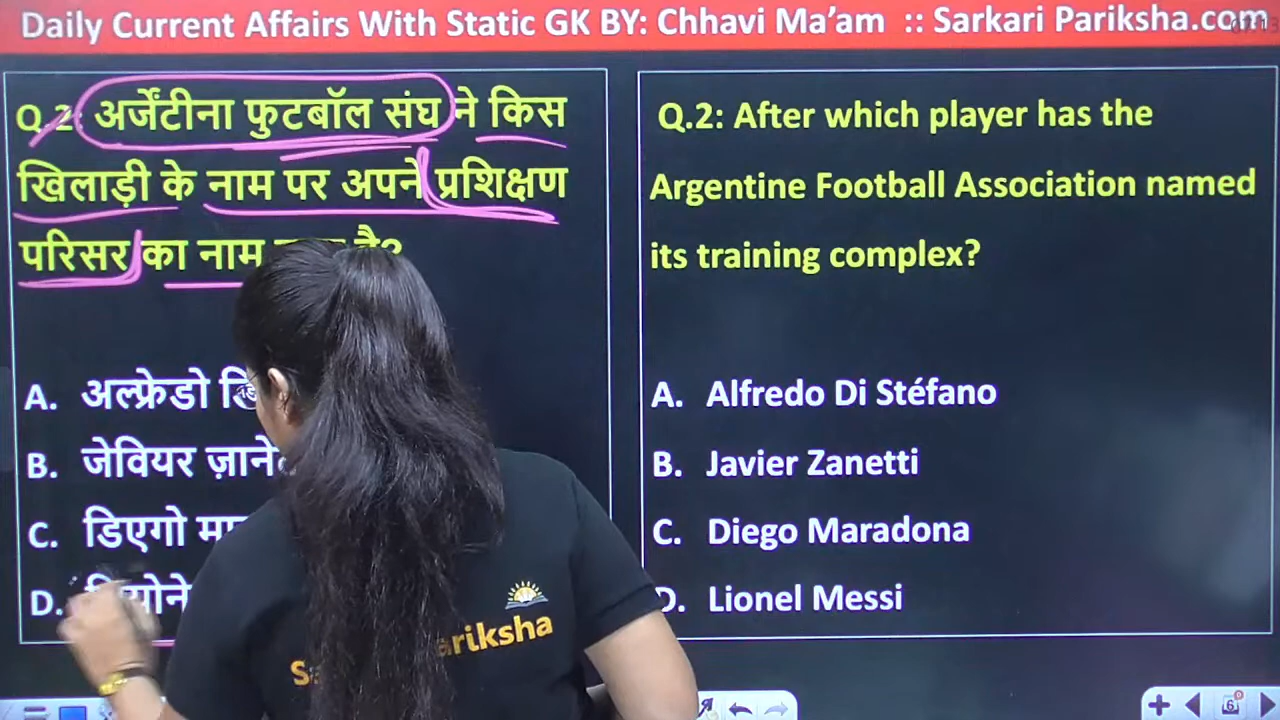 Daily Current Affairs With Static GK BY: Chhavi Ma’am :: Sarkari Pariksha.com
Q.2: अर्जेंटीना फुटबॉल संघ ने किस
खिलाड़ी के नाम पर अपने प्रशिक्षण
परिसर का नाम
A. अल्फ्रेडो
B. जेवियर
C. डिएगो
D.
Q.2: After which player has the
Argentine Football Association named
its training complex?
A. Alfredo Di Stéfano
B. Javier Zanetti
C. Diego Maradona
D. Lionel Messi
ariksha
6